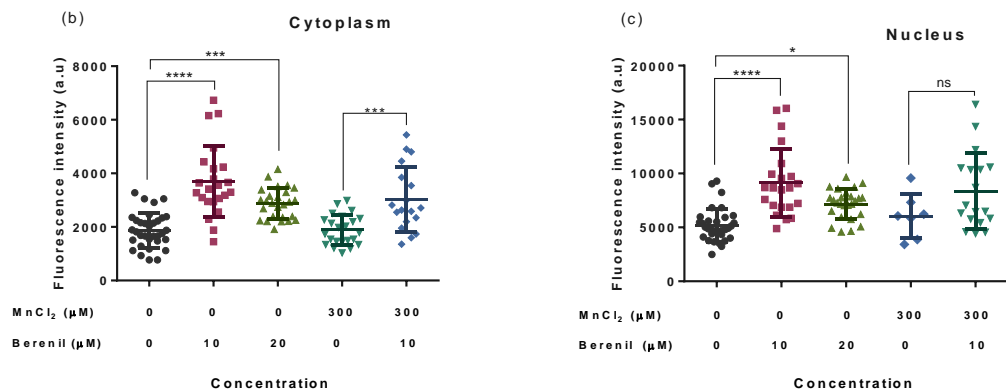 (b)
Cytoplasm
Fluorescence intensity (a.u)
8000
6000
4000
2000
0
***
****
***
MnCl₂ (μM) 0 0 0 300 300
Berenil (μM) 0 10 20 0 10
Concentration
(c)
Nucleus
Fluorescence intensity (a.u)
20000
15000
10000
5000
0
*
****
ns
MnCl₂ (μM) 0 0 0 300 300
Berenil (μM) 0 10 20 0 10
Concentration